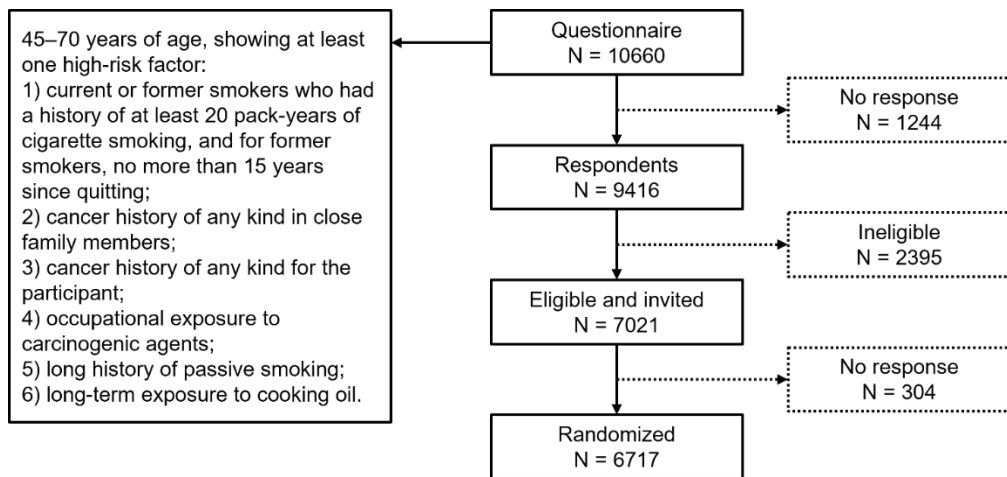 45–70 years of age, showing at least
one high-risk factor:
1) current or former smokers who had
a history of at least 20 pack-years of
cigarette smoking, and for former
smokers, no more than 15 years
since quitting;
2) cancer history of any kind in close
family members;
3) cancer history of any kind for the
participant;
4) occupational exposure to
carcinogenic agents;
5) long history of passive smoking;
6) long-term exposure to cooking oil.
Questionnaire
N = 10660
No response
N = 1244
Respondents
N = 9416
Ineligible
N = 2395
Eligible and invited
N = 7021
No response
N = 304
Randomized
N = 6717